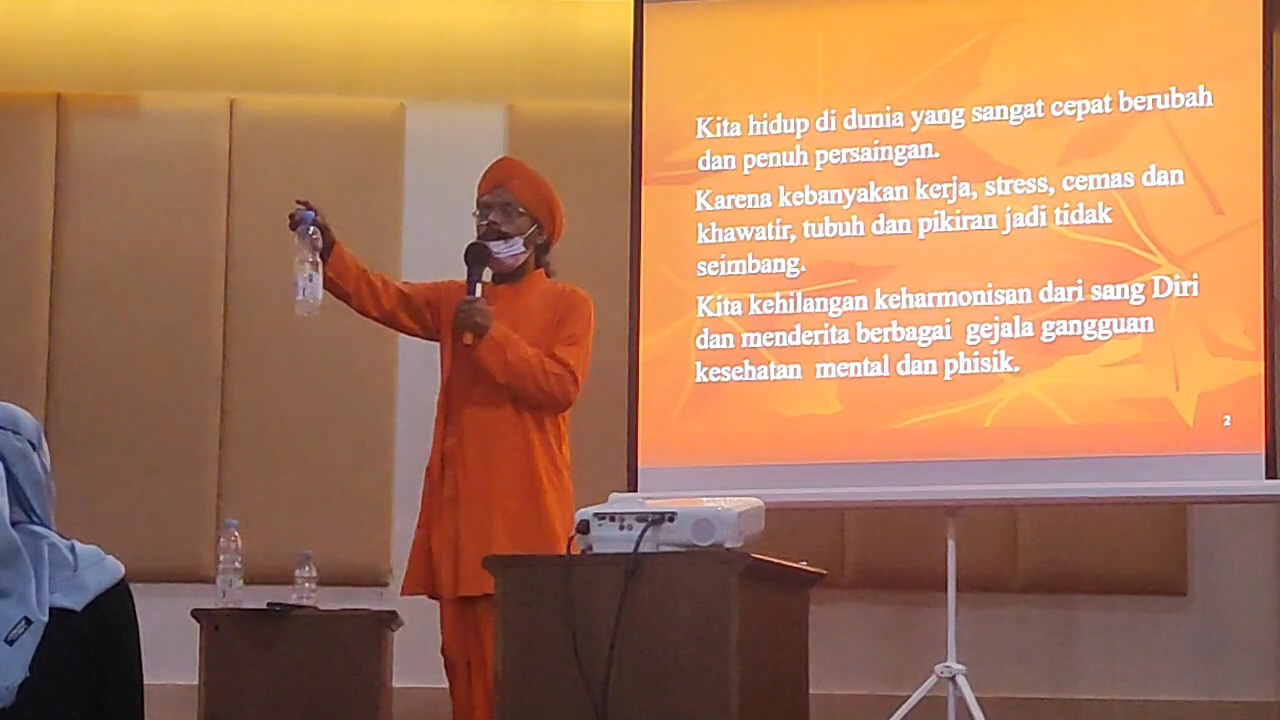 Kita hidup di dunia yang sangat cepat berubah
dan penuh persaingan.
Karena kebanyakan kerja, stress, cemas dan
khawatir, tubuh dan pikiran jadi tidak
seimbang.
Kita kehilangan keharmonisan dari sang Diri
dan menderita berbagai gejala gangguan
kesehatan mental dan phisik.
2